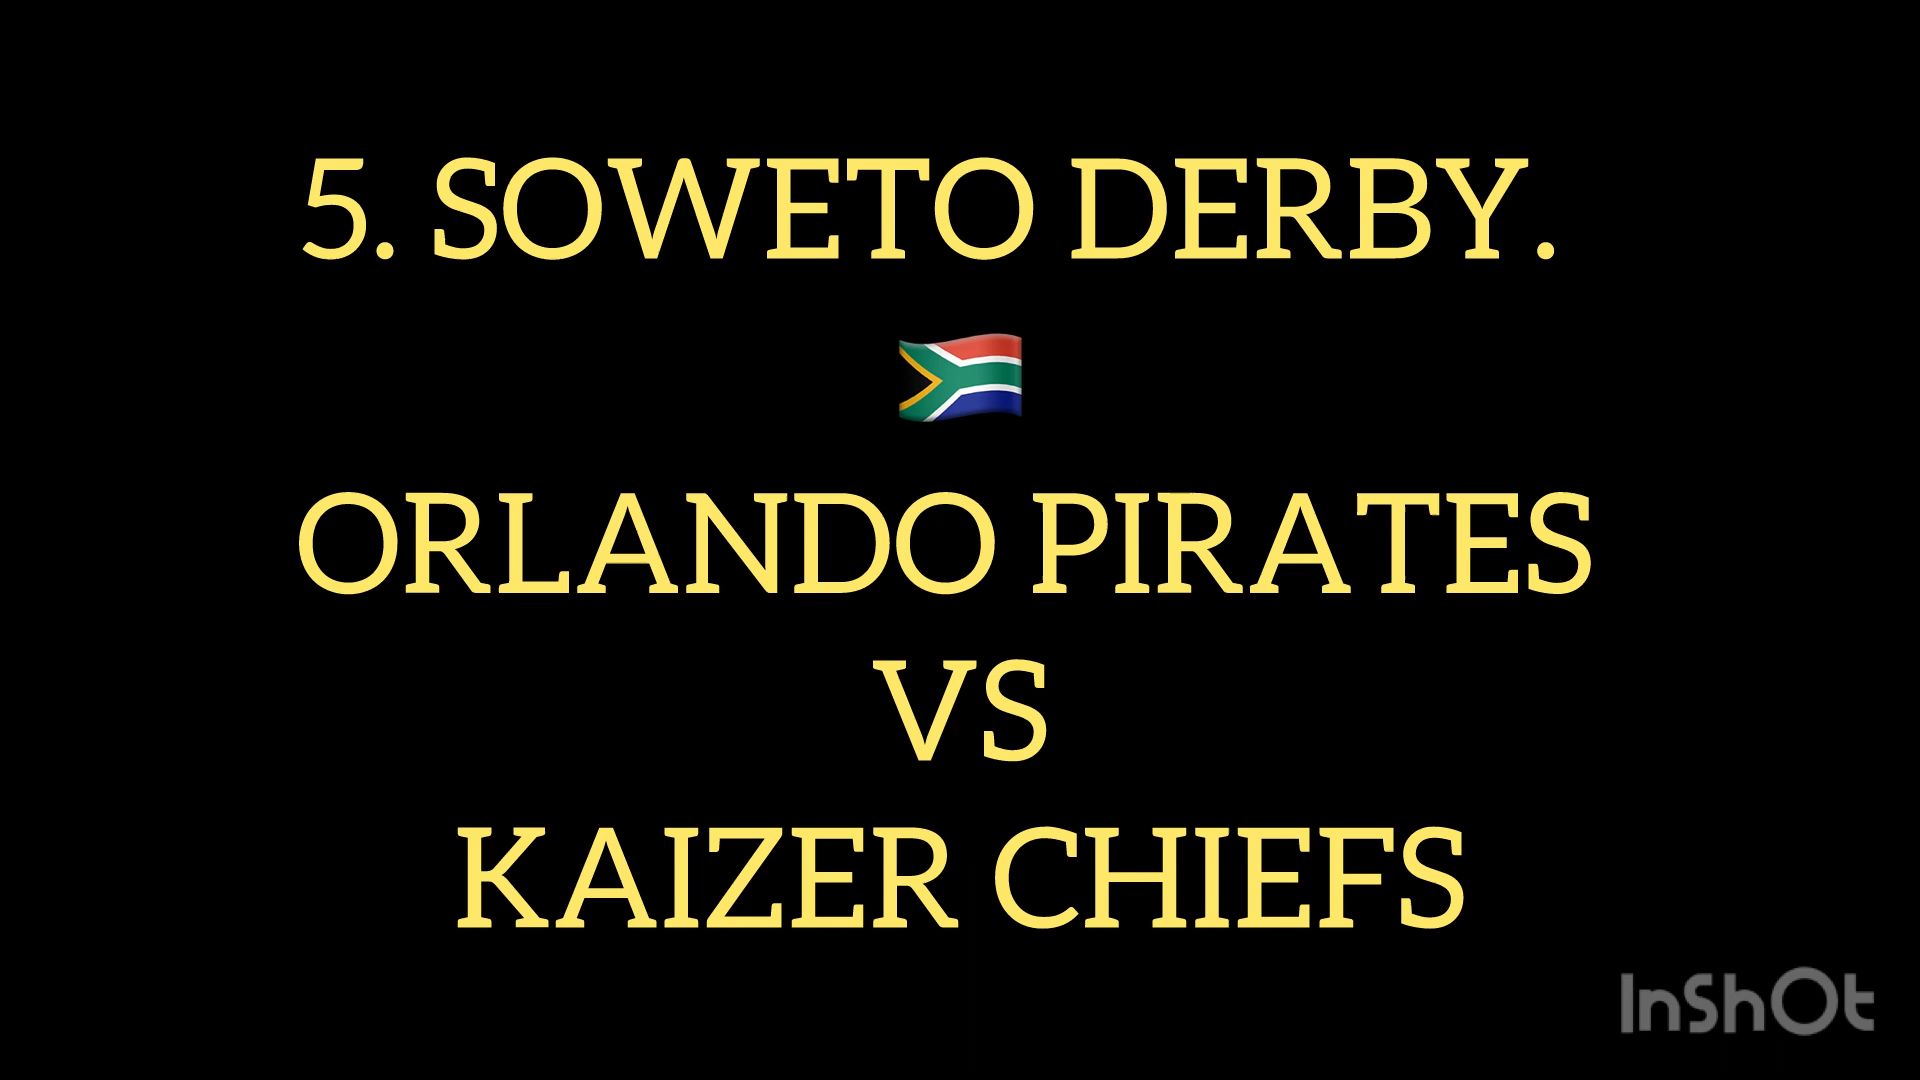 5. SOWETO DERBY.
🇿🇦
ORLANDO PIRATES
VS
KAIZER CHIEFS
InShOt